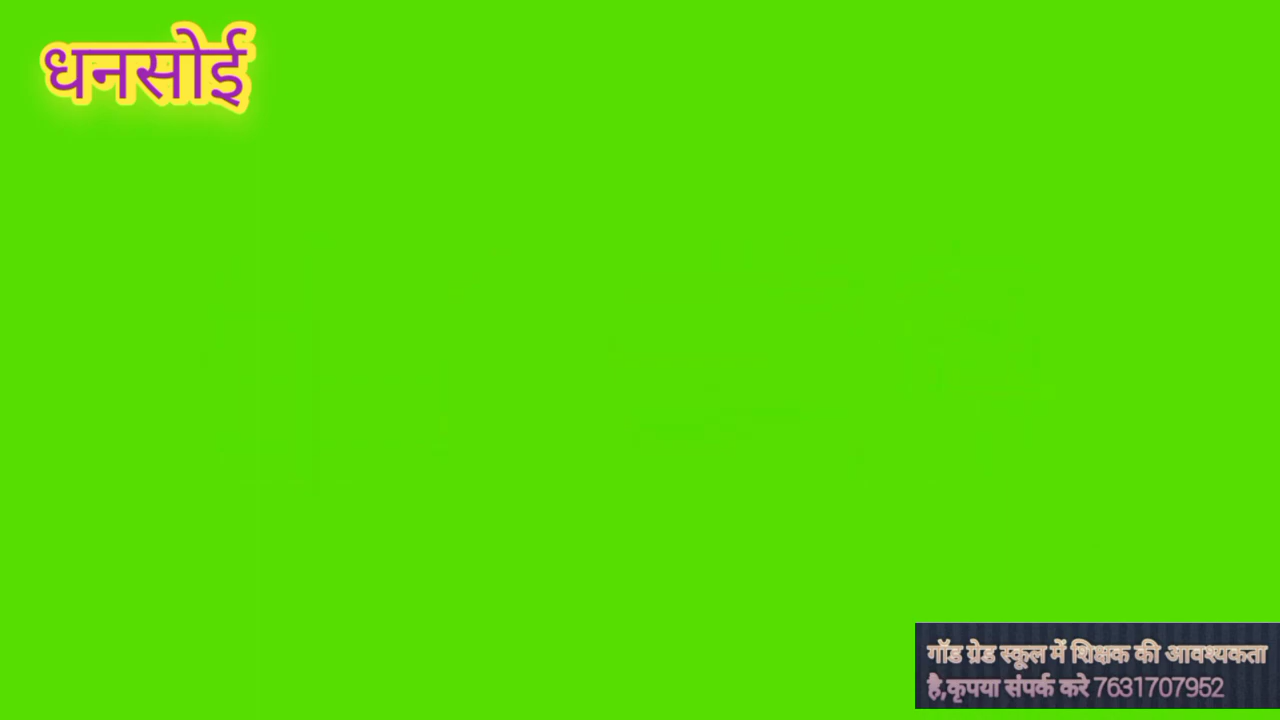 धनसोई
गॉड ग्रेड स्कूल में शिक्षक की आवश्यकता
है,कृपया संपर्क करे 7631707952